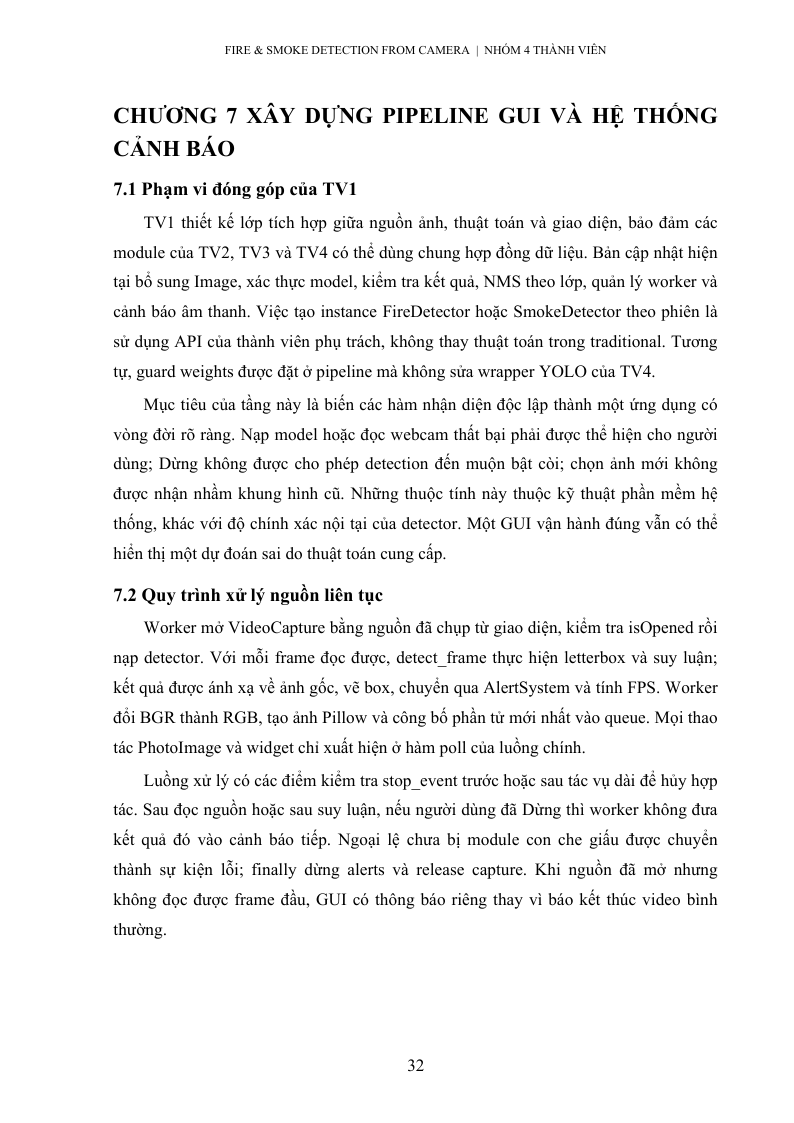 FIRE & SMOKE DETECTION FROM CAMERA | NHÓM 4 THÀNH VIÊN
CHƯƠNG 7 XÂY DỰNG PIPELINE GUI VÀ HỆ THỐNG
CẢNH BÁO
7.1 Phạm vi đóng góp của TV1
TV1 thiết kế lớp tích hợp giữa nguồn ảnh, thuật toán và giao diện, bảo đảm các
module của TV2, TV3 và TV4 có thể dùng chung hợp đồng dữ liệu. Bản cập nhật hiện
tại bổ sung Image, xác thực model, kiểm tra kết quả, NMS theo lớp, quản lý worker và
cảnh báo âm thanh. Việc tạo instance FireDetector hoặc SmokeDetector theo phiên là
sử dụng API của thành viên phụ trách, không thay thuật toán trong traditional. Tương
tự, guard weights được đặt ở pipeline mà không sửa wrapper YOLO của TV4.
Mục tiêu của tầng này là biến các hàm nhận diện độc lập thành một ứng dụng có
vòng đời rõ ràng. Nạp model hoặc đọc webcam thất bại phải được thể hiện cho người
dùng; Dừng không được cho phép detection đến muộn bật còi; chọn ảnh mới không
được nhận nhầm khung hình cũ. Những thuộc tính này thuộc kỹ thuật phần mềm hệ
thống, khác với độ chính xác nội tại của detector. Một GUI vận hành đúng vẫn có thể
hiển thị một dự đoán sai do thuật toán cung cấp.
7.2 Quy trình xử lý nguồn liên tục
Worker mở VideoCapture bằng nguồn đã chụp từ giao diện, kiểm tra isOpened rồi
nạp detector. Với mỗi frame đọc được, detect_frame thực hiện letterbox và suy luận;
kết quả được ánh xạ về ảnh gốc, vẽ box, chuyển qua AlertSystem và tính FPS. Worker
đổi BGR thành RGB, tạo ảnh Pillow và công bố phần tử mới nhất vào queue. Mọi thao
tác PhotoImage và widget chỉ xuất hiện ở hàm poll của luồng chính.
Luồng xử lý có các điểm kiểm tra stop_event trước hoặc sau tác vụ dài để hủy hợp
tác. Sau đọc nguồn hoặc sau suy luận, nếu người dùng đã Dừng thì worker không đưa
kết quả đó vào cảnh báo tiếp. Ngoại lệ chưa bị module con che giấu được chuyển
thành sự kiện lỗi; finally dừng alerts và release capture. Khi nguồn đã mở nhưng
không đọc được frame đầu, GUI có thông báo riêng thay vì báo kết thúc video bình
thường.
32